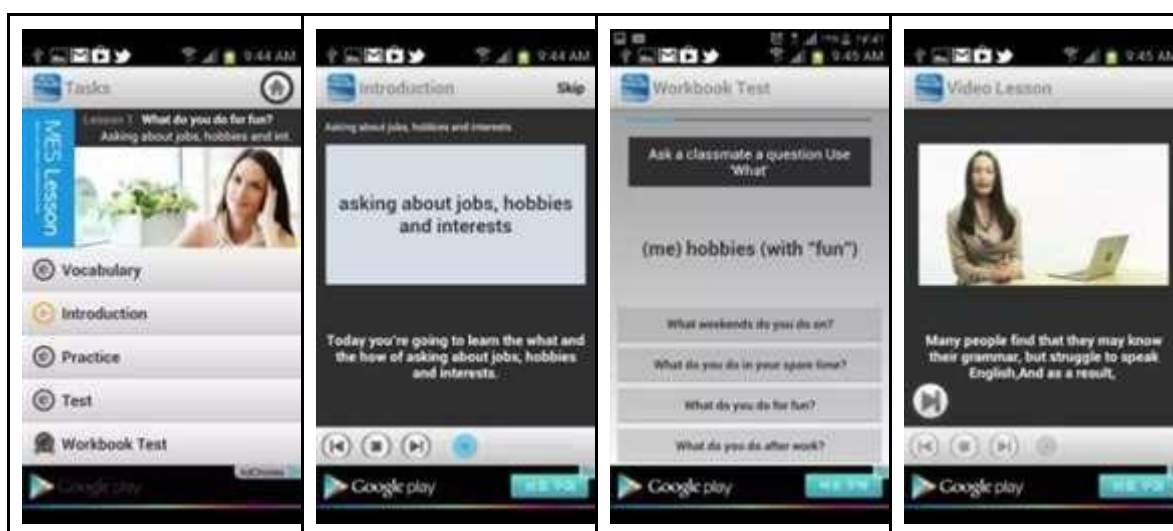 9:44 AM
Tasks
MES Lesson
Lesson 1 What do you do for fun?
Asking about jobs, hobbies and int.
Vocabulary
Introduction
Practice
Test
Workbook Test
AdChoices
Google play
9:44 AM
Introduction
Skip
Asking about jobs, hobbies and interests
asking about jobs, hobbies
and interests
Today you're going to learn the what and
the how of asking about jobs, hobbies
and interests.
Google play
9:45 AM
Workbook Test
Ask a classmate a question Use
'What'
(me) hobbies (with "fun")
What weekends do you do on?
What do you do in your spare time?
What do you do for fun?
What do you do after work?
Google play
9:45 AM
Video Lesson
Many people find that they may know
their grammar, but struggle to speak
English,And as a result,
Google play